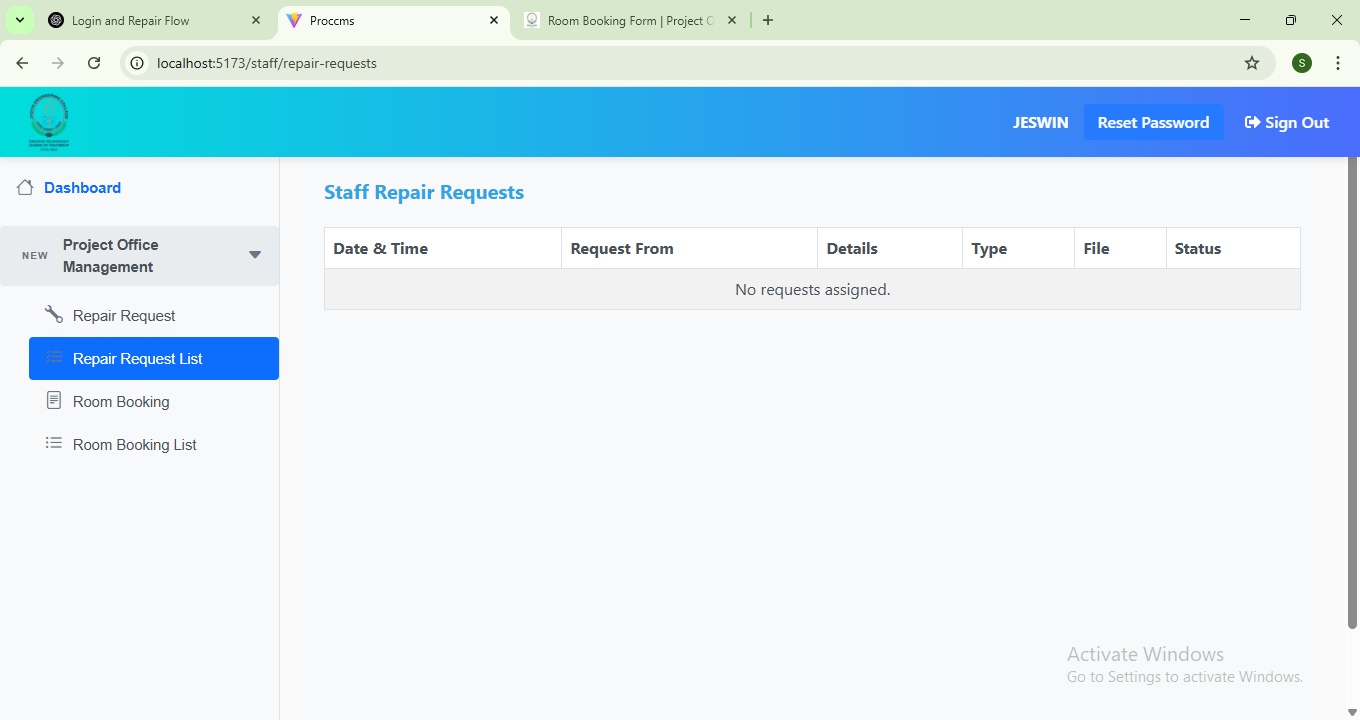 Login and Repair Flow
Proccms
Room Booking Form | Project O
localhost:5173/staff/repair-requests
S
JESWIN
Reset Password
Sign Out
Dashboard
NEW
Project Office
Management
Repair Request
Repair Request List
Room Booking
Room Booking List
Staff Repair Requests
Date & Time Request From Details Type File Status
No requests assigned.
Activate Windows
Go to Settings to activate Windows.